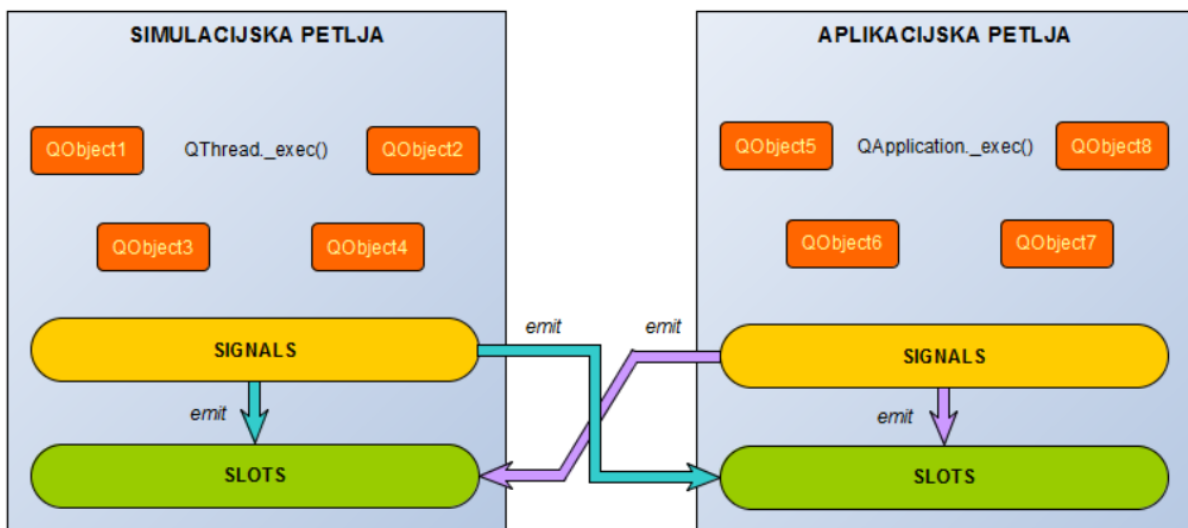 SIMULACIJSKA PETLJA
QObject1
QThread._exec()
QObject2
QObject3
QObject4
SIGNALS
emit
SLOTS
emit
emit
APLIKACIJSKA PETLJA
QObject5
QApplication._exec()
QObject8
QObject6
QObject7
SIGNALS
emit
SLOTS